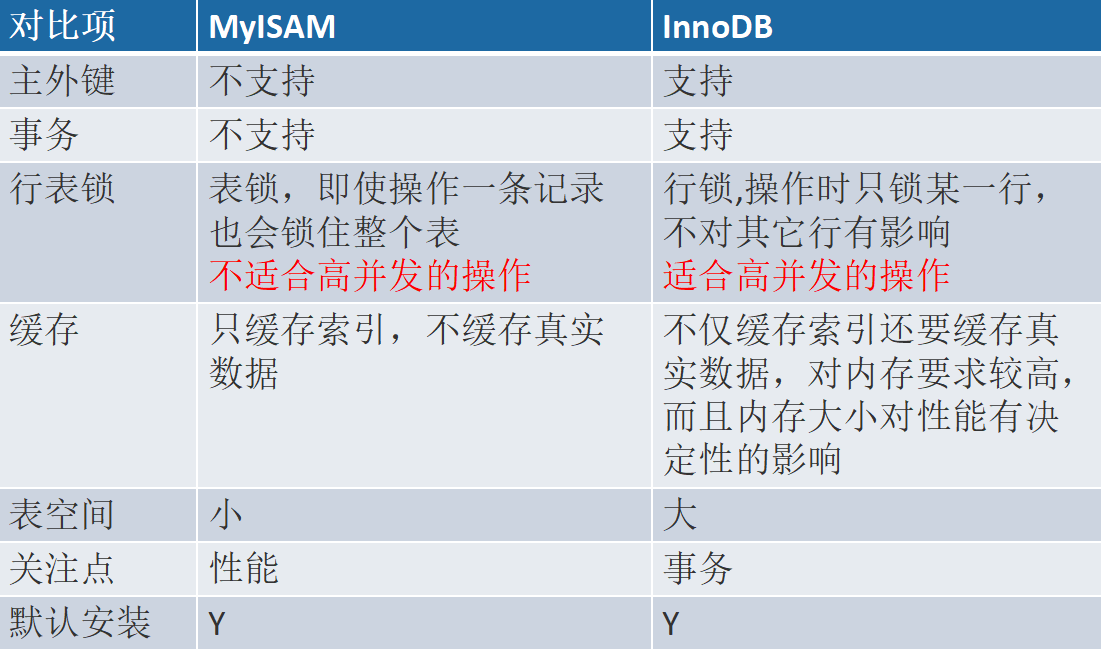 对比项 MyISAM InnoDB
主外键 不支持 支持
事务 不支持 支持
行表锁 表锁，即使操作一条记录 行锁,操作时只锁某一行，
也会锁住整个表 不对其它行有影响
不适合高并发的操作 适合高并发的操作
缓存 只缓存索引，不缓存真实 不仅缓存索引还要缓存真
数据 实数据，对内存要求较高，
而且内存大小对性能有决
定性的影响
表空间 小 大
关注点 性能 事务
默认安装 Y Y